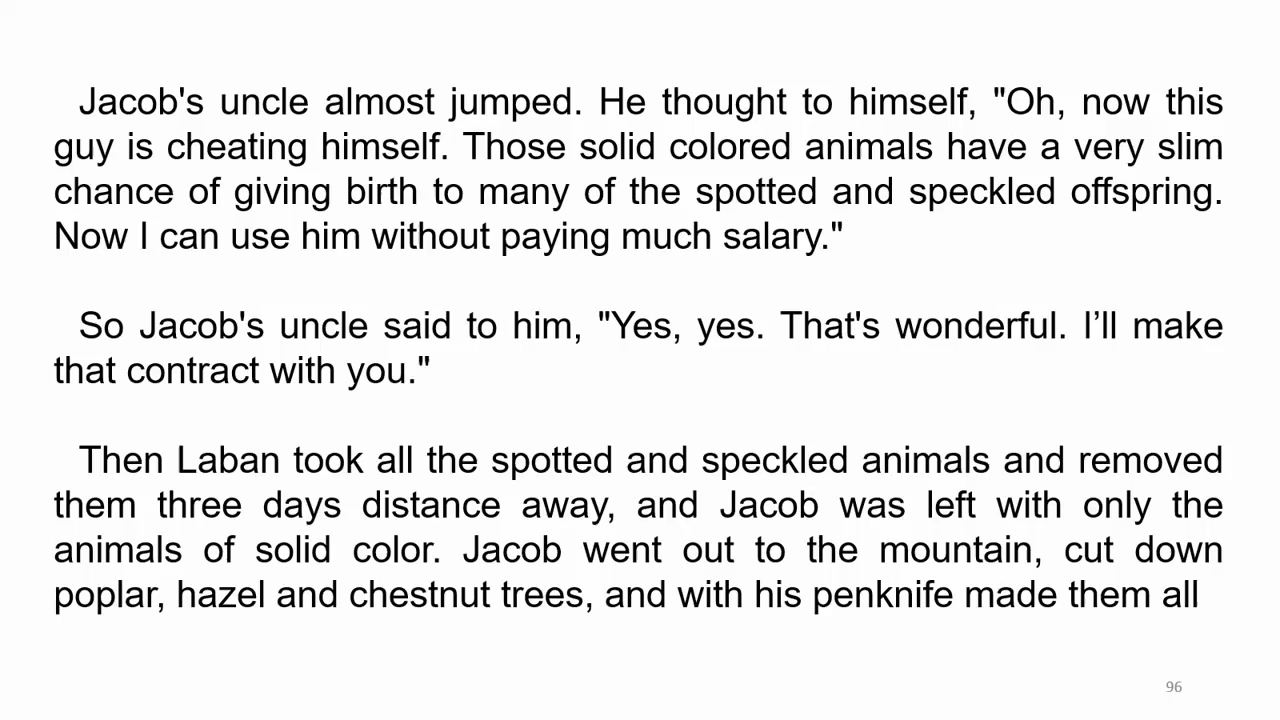 Jacob's uncle almost jumped. He thought to himself, "Oh, now this
guy is cheating himself. Those solid colored animals have a very slim
chance of giving birth to many of the spotted and speckled offspring.
Now I can use him without paying much salary."
So Jacob's uncle said to him, "Yes, yes. That's wonderful. I’ll make
that contract with you."
Then Laban took all the spotted and speckled animals and removed
them three days distance away, and Jacob was left with only the
animals of solid color. Jacob went out to the mountain, cut down
poplar, hazel and chestnut trees, and with his penknife made them all
96